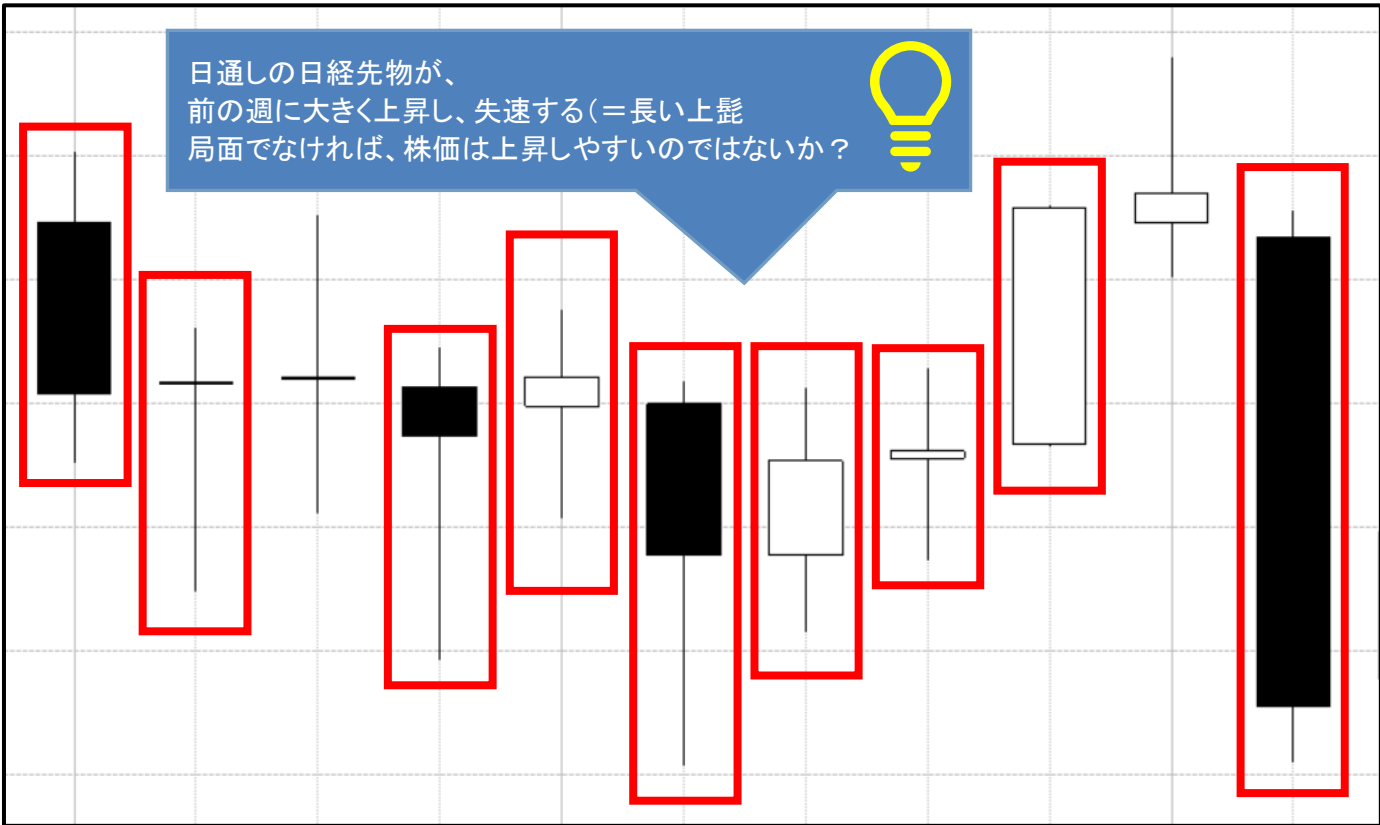 日通しの日経先物が、
前の週に大きく上昇し、失速する(=長い上髭
局面でなければ、株価は上昇しやすいのではないか?